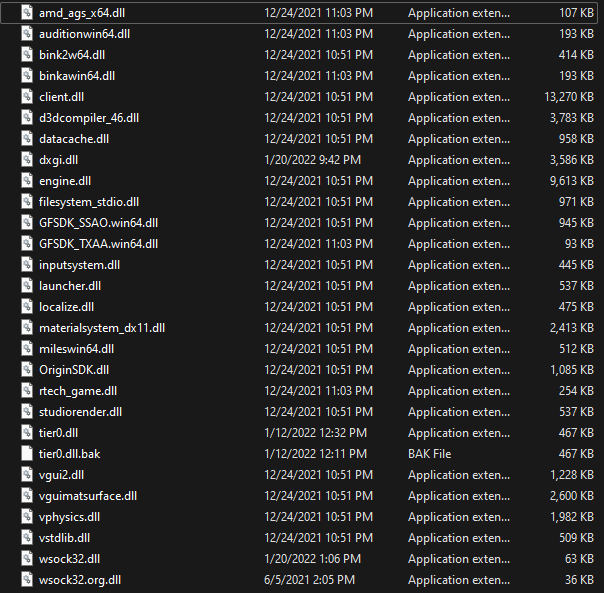 amd_ags_x64.dll 12/24/2021 11:03 PM Application exten... 107 KB
auditionwin64.dll 12/24/2021 11:03 PM Application exten... 193 KB
bink2w64.dll 12/24/2021 10:51 PM Application exten... 414 KB
binkawin64.dll 12/24/2021 11:03 PM Application exten... 193 KB
client.dll 12/24/2021 10:51 PM Application exten... 13,270 KB
d3dcompiler_46.dll 12/24/2021 10:51 PM Application exten... 3,783 KB
datacache.dll 12/24/2021 10:51 PM Application exten... 958 KB
dxgi.dll 1/20/2022 9:42 PM Application exten... 3,586 KB
engine.dll 12/24/2021 10:51 PM Application exten... 9,613 KB
filesystem_stdio.dll 12/24/2021 10:51 PM Application exten... 971 KB
GFSDK_SSAO.win64.dll 12/24/2021 10:51 PM Application exten... 945 KB
GFSDK_TXAA.win64.dll 12/24/2021 11:03 PM Application exten... 93 KB
inputsystem.dll 12/24/2021 10:51 PM Application exten... 445 KB
launcher.dll 12/24/2021 10:51 PM Application exten... 537 KB
localize.dll 12/24/2021 10:51 PM Application exten... 475 KB
materialsystem_dx11.dll 12/24/2021 10:51 PM Application exten... 2,413 KB
mileswin64.dll 12/24/2021 10:51 PM Application exten... 512 KB
OriginSDK.dll 12/24/2021 10:51 PM Application exten... 1,085 KB
rtech_game.dll 12/24/2021 11:03 PM Application exten... 254 KB
studiorender.dll 12/24/2021 10:51 PM Application exten... 537 KB
tier0.dll 1/12/2022 12:32 PM Application exten... 467 KB
tier0.dll.bak 1/12/2022 12:11 PM BAK File 467 KB
vgui2.dll 12/24/2021 10:51 PM Application exten... 1,228 KB
vguimatsurface.dll 12/24/2021 10:51 PM Application exten... 2,600 KB
vphysics.dll 12/24/2021 10:51 PM Application exten... 1,982 KB
vstdlib.dll 12/24/2021 10:51 PM Application exten... 509 KB
wsock32.dll 1/20/2022 1:06 PM Application exten... 63 KB
wsock32.org.dll 6/5/2021 2:05 PM Application exten... 36 KB